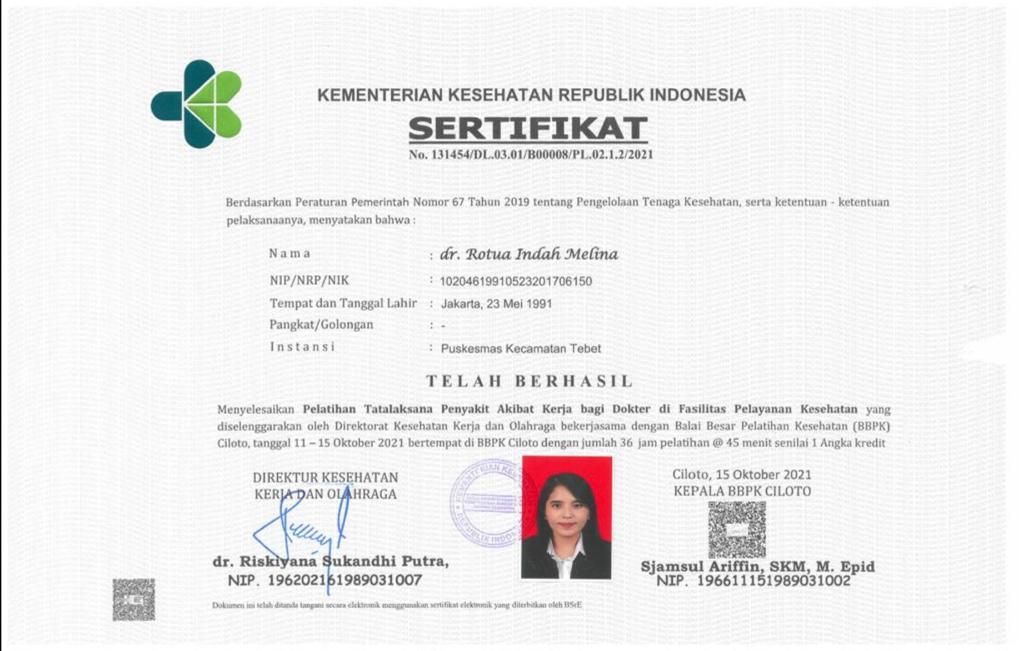 KEMENTERIAN KESEHATAN REPUBLIK INDONESIA
SERTIFIKAT
No. 131454/DL.03.01/B00008/PL.02.1.2/2021
Berdasarkan Peraturan Pemerintah Nomor 67 Tahun 2019 tentang Pengelolaan Tenaga Kesehatan, serta ketentuan - ketentuan
pelaksanaanya, menyatakan bahwa :
Nama : dr. Rotua Indah Melina
NIP/NRP/NIK : 10204619910523201706150
Tempat dan Tanggal Lahir : Jakarta, 23 Mei 1991
Pangkat/Golongan : -
Instansi : Puskesmas Kecamatan Tebet
TELAH BERHASIL
Menyelesaikan Pelatihan Tatalaksana Penyakit Akibat Kerja bagi Dokter di Fasilitas Pelayanan Kesehatan yang
diselenggarakan oleh Direktorat Kesehatan Kerja dan Olahraga bekerjasama dengan Balai Besar Pelatihan Kesehatan (BBPK)
Ciloto, tanggal 11 – 15 Oktober 2021 bertempat di BBPK Ciloto dengan jumlah 36 jam pelatihan @ 45 menit senilai 1 Angka kredit
DIREKTUR KESEHATAN
KERJA DAN OLAHRAGA
dr. Riskiyana Sukandhi Putra,
NIP. 196202161989031007
REPUBLIK INDO
Ciloto, 15 Oktober 2021
KEPALA BBPK CILOTO
Sjamsul Ariffin, SKM, M. Epid
NIP. 196611151989031002
Dokumen ini telah ditanda tangani secara elektronik menggunakan sertifikat elektronik yang diterbitkan oleh BSrE